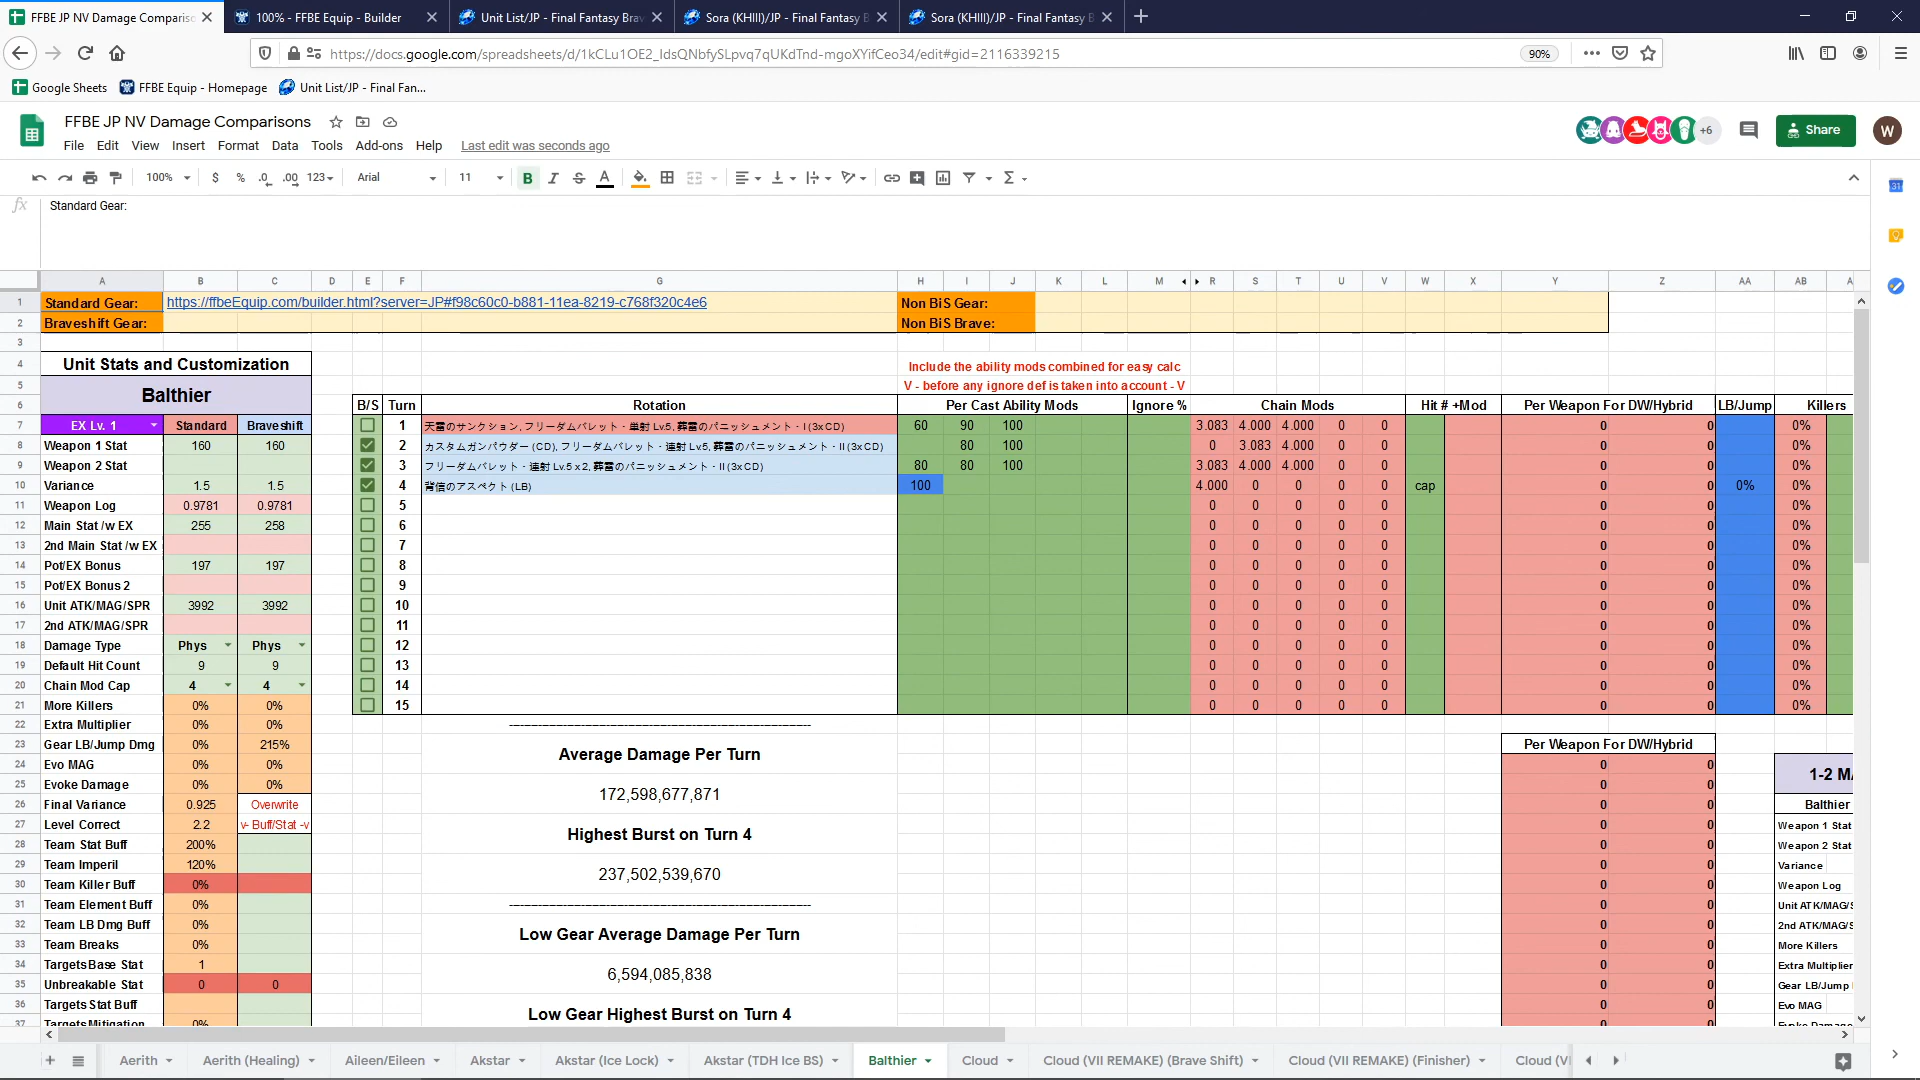 FFBE JP NV Damage Comparisc
100% - FFBE Equip - Builder
Unit List/JP - Final Fantasy Brav
Sora (KHIII)/JP - Final Fantasy B
Sora (KHIII)/JP - Final Fantasy B
https://docs.google.com/spreadsheets/d/1kCLu1OE2_IdsQNbfySLpvq7qUKdTnd-mgoXYifCeo34/edit#gid=2116339215
90%
Google Sheets FFBE Equip - Homepage Unit List/JP - Final Fan...
FFBE JP NV Damage Comparisons
+6 Share W
File Edit View Insert Format Data Tools Add-ons Help Last edit was seconds ago
100% $ % .0 .00 123 Arial 11 B I S A Σ
31
fx Standard Gear:
A B C D E F G H I J K L M R S T U V W X Y Z AA AB A
1 Standard Gear: https://ffbeEquip.com/builder.html?server=JP#f98c60c0-b881-11ea-8219-c768f320c4e6 Non BiS Gear:
2 Braveshift Gear: Non BiS Brave:
3
4 Unit Stats and Customization Include the ability mods combined for easy calc
5 Balthier V - before any ignore def is taken into account - V
6 B/S Turn Rotation Per Cast Ability Mods Ignore % Chain Mods Hit # +Mod Per Weapon For DW/Hybrid LB/Jump Killers
7 EX Lv. 1 Standard Braveshift 1 天雷のサンクション, フリーダムバレット・単射 Lv.5, 葬雷のパニッシュメント・I (3xCD) 60 90 100 3.083 4.000 4.000 0 0 0 0 0%
8 Weapon 1 Stat 160 160 2 カスタムガンパウダー (CD), フリーダムバレット・連射 Lv.5, 葬雷のパニッシュメント・II (3xCD) 80 100 0 3.083 4.000 0 0 0 0 0%
9 Weapon 2 Stat 3 フリーダムバレット・連射 Lv.5 x 2, 葬雷のパニッシュメント・II (3xCD) 80 80 100 3.083 4.000 4.000 0 0 0 0 0%
10 Variance 1.5 1.5 4 背信のアスペクト (LB) 100 4.000 0 0 0 0 cap 0 0 0% 0%
11 Weapon Log 0.9781 0.9781 5 0 0 0 0 0 0 0 0%
12 Main Stat /w EX 255 258 6 0 0 0 0 0 0 0 0%
13 2nd Main Stat /w EX 7 0 0 0 0 0 0 0 0%
14 Pot/EX Bonus 197 197 8 0 0 0 0 0 0 0 0%
15 Pot/EX Bonus 2 9 0 0 0 0 0 0 0 0%
16 Unit ATK/MAG/SPR 3992 3992 10 0 0 0 0 0 0 0 0%
17 2nd ATK/MAG/SPR 11 0 0 0 0 0 0 0 0%
18 Damage Type Phys Phys 12 0 0 0 0 0 0 0 0%
19 Default Hit Count 9 9 13 0 0 0 0 0 0 0 0%
20 Chain Mod Cap 4 4 14 0 0 0 0 0 0 0 0%
21 More Killers 0% 0% 15 0 0 0 0 0 0 0 0%
22 Extra Multiplier 0% 0% --------------------
23 Gear LB/Jump Dmg 0% 215% Average Damage Per Turn Per Weapon For DW/Hybrid
24 Evo MAG 0% 0% 0 0 1-2 MA
25 Evoke Damage 0% 0% 172,598,677,871 0 0
26 Final Variance 0.925 Overwrite 0 0 Balthier
27 Level Correct 2.2 v- Buff/Stat -v Highest Burst on Turn 4 0 0 Weapon 1 Stat
28 Team Stat Buff 200% 0 0 Weapon 2 Stat
29 Team Imperil 120% 237,502,539,670 0 0 Variance
30 Team Killer Buff 0% 0 0 Weapon Log
31 Team Element Buff 0% -------------------- 0 0 Unit ATK/MAG/S
32 Team LB Dmg Buff 0% Low Gear Average Damage Per Turn 0 0 2nd ATK/MAG/S
33 Team Breaks 0% 0 0 More Killers
34 TargetsBase Stat 1 6,594,085,838 0 0 Extra Multiplier
35 Unbreakable Stat 0 0 0 0 Gear LB/Jump
36 Targets Stat Buff Low Gear Highest Burst on Turn 4 0 0 Evo MAG
37 Targets Mitigation 0% 0 0 Evoke Damage
+ Aerith Aerith (Healing) Aileen/Eileen Akstar Akstar (Ice Lock) Akstar (TDH Ice BS) Balthier Cloud Cloud (VII REMAKE) (Brave Shift) Cloud (VII REMAKE) (Finisher) Cloud (VI